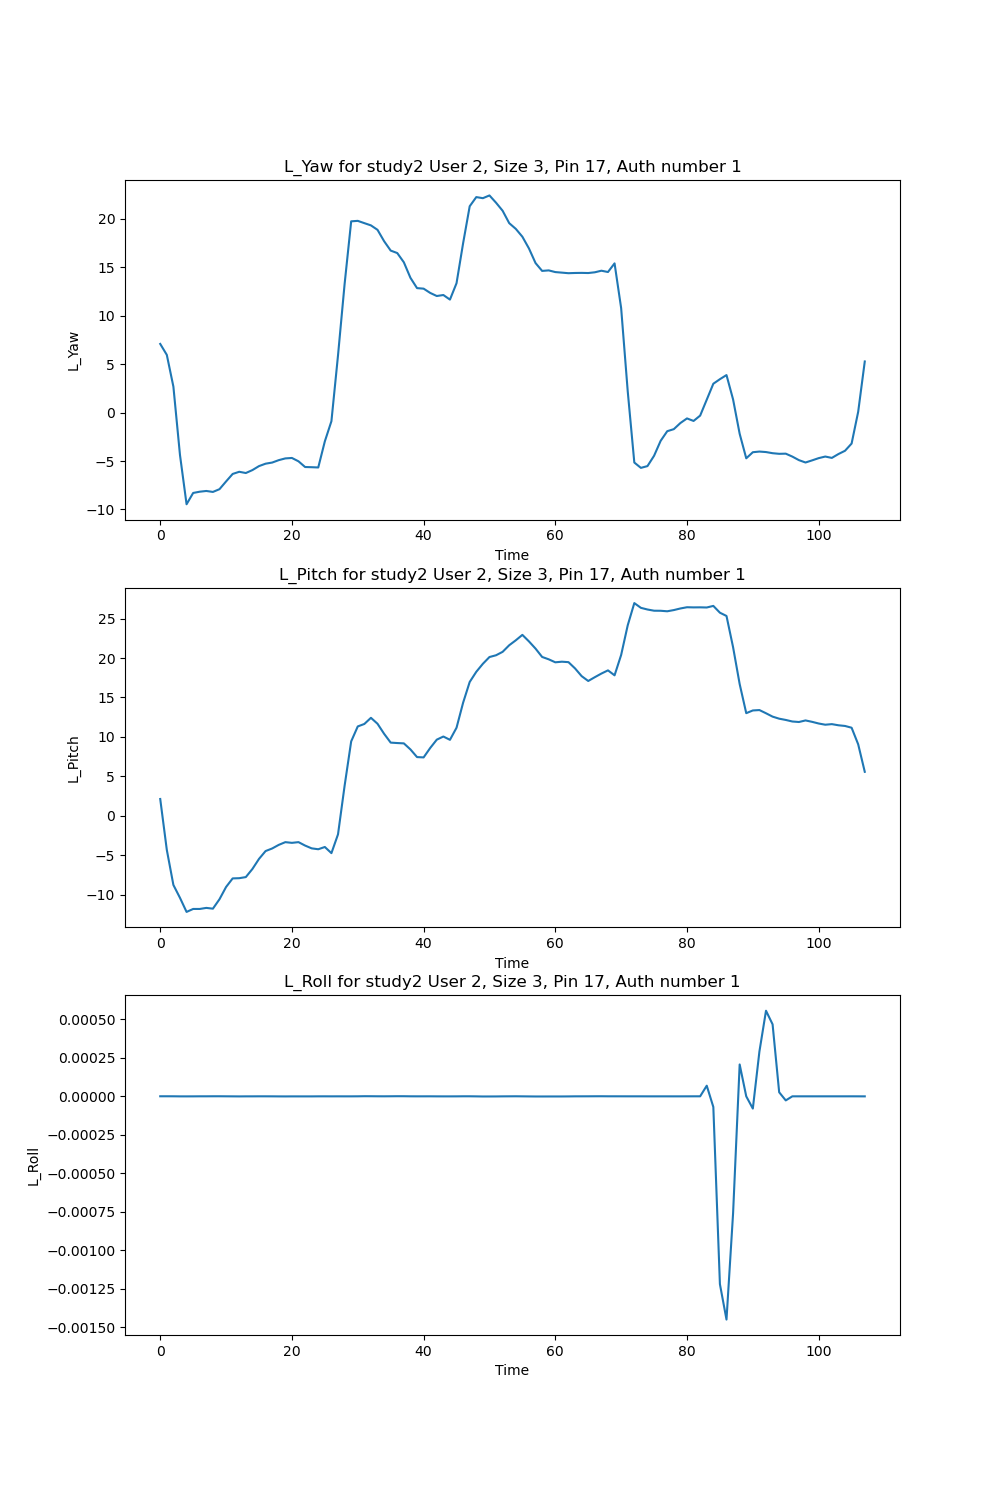 L_Yaw for study2 User 2, Size 3, Pin 17, Auth number 1
20
15
10
5
0
−5
−10
L_Yaw
0 20 40 60 80 100
Time
L_Pitch for study2 User 2, Size 3, Pin 17, Auth number 1
25
20
15
10
5
0
−5
−10
L_Pitch
0 20 40 60 80 100
Time
L_Roll for study2 User 2, Size 3, Pin 17, Auth number 1
0.00050
0.00025
0.00000
−0.00025
−0.00050
−0.00075
−0.00100
−0.00125
−0.00150
L_Roll
0 20 40 60 80 100
Time